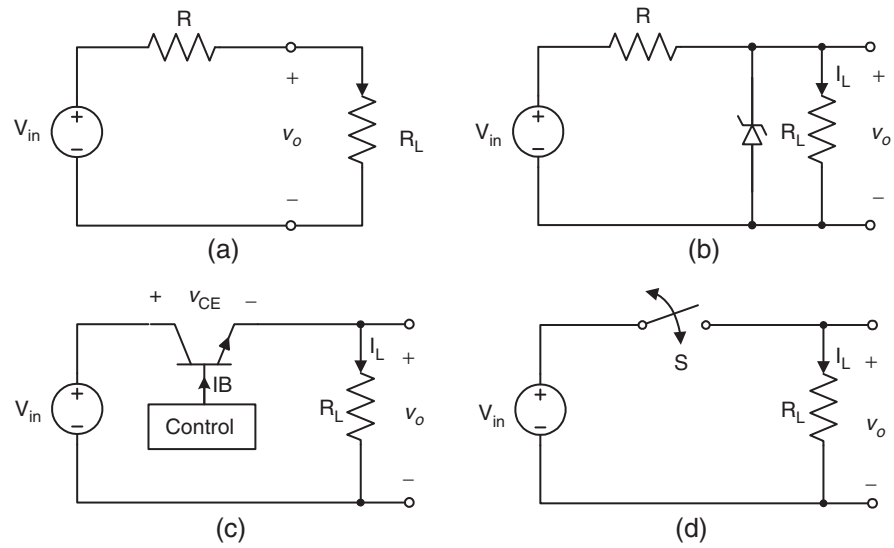 R
+
V_in
+
−
v_o
R_L
−
(a)
R
I_L
+
V_in
+
−
R_L
v_o
−
(b)
+
v_CE
−
I_L
+
IB
V_in
+
−
Control
R_L
v_o
−
(c)
S
I_L
+
V_in
+
−
R_L
v_o
−
(d)